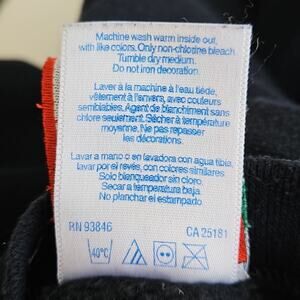 Machine wash warm inside out,
with like colors. Only non-chlorine bleach.
Tumble dry medium.
Do not iron decoration.
Laver à la machine à l'eau tiède,
vêtement à l'envers, avec couleurs
semblables. Agent de blanchiment sans
chlore seulement. Sécher à température
moyenne. Ne pas repasser
les décorations.
Lavar a mano o en lavadora con agua tibia,
lavar por el revés, con colores similares.
Solo blanqueador sin cloro.
Secar a temperatura baja.
No planchar el estampado.
RN 93846 CA 25181
40°C